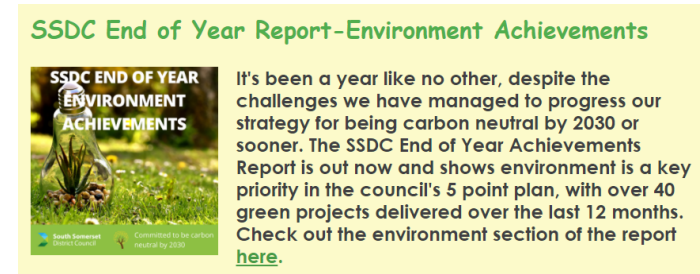 SSDC End of Year Report-Environment Achievements
SSDC END OF YEAR
ENVIRONMENT
ACHIEVEMENTS
South Somerset
District Council
Committed to be carbon
neutral by 2030
It's been a year like no other, despite the
challenges we have managed to progress our
strategy for being carbon neutral by 2030 or
sooner. The SSDC End of Year Achievements
Report is out now and shows environment is a key
priority in the council's 5 point plan, with over 40
green projects delivered over the last 12 months.
Check out the environment section of the report
here.